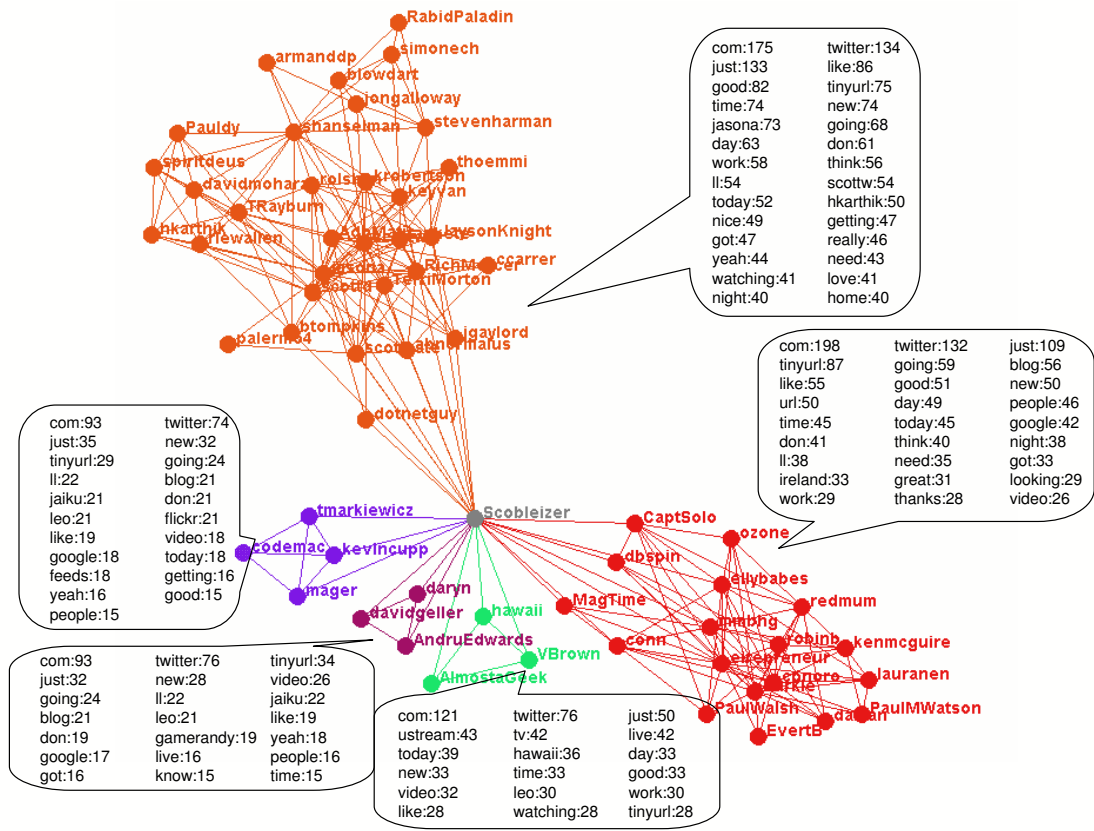 RabidPaladin
simonech
armanddp
blowdart
jongalloway
stevenharman
shanselman
Pauldy
thoemmi
spiritdeus
krobertson
davidmohara
keyvan
TRayburn
hkarthik
rlewallen
JaysonKnight
ccarrer
RichMercer
jasona
TerriMorton
scottw
btompkins
jgaylord
palermo64
abnormalus
dotnetguy
com:175 twitter:134
just:133 like:86
good:82 tinyurl:75
time:74 new:74
jasona:73 going:68
day:63 don:61
work:58 think:56
ll:54 scottw:54
today:52 hkarthik:50
nice:49 getting:47
got:47 really:46
yeah:44 need:43
watching:41 love:41
night:40 home:40
com:198 twitter:132 just:109
tinyurl:87 going:59 blog:56
like:55 good:51 new:50
url:50 day:49 people:46
time:45 today:45 google:42
don:41 think:40 night:38
ll:38 need:35 got:33
ireland:33 great:31 looking:29
work:29 thanks:28 video:26
com:93 twitter:74
just:35 new:32
tinyurl:29 going:24
ll:22 blog:21
jaiku:21 don:21
leo:21 flickr:21
like:19 video:18
google:18 today:18
feeds:18 getting:16
yeah:16 good:15
people:15
Scobleizer
tmarkiewicz
codemac
kevincupp
mager
daryn
davidgeller
AndruEdwards
hawaii
VBrown
AlmostaGeek
CaptSolo
ozone
dbspin
ellybabes
MagTime
redmum
mmbhg
conn
robinb
kenmcguire
eirepreneur
conoro
lauranen
PaulWalsh
PaulMWatson
EvertB
com:93 twitter:76 tinyurl:34
just:32 new:28 video:26
going:24 ll:22 jaiku:22
blog:21 leo:21 like:19
don:19 gamerandy:19 yeah:18
google:17 live:16 people:16
got:16 know:15 time:15
com:121 twitter:76 just:50
ustream:43 tv:42 live:42
today:39 hawaii:36 day:33
new:33 time:33 good:33
video:32 leo:30 work:30
like:28 watching:28 tinyurl:28